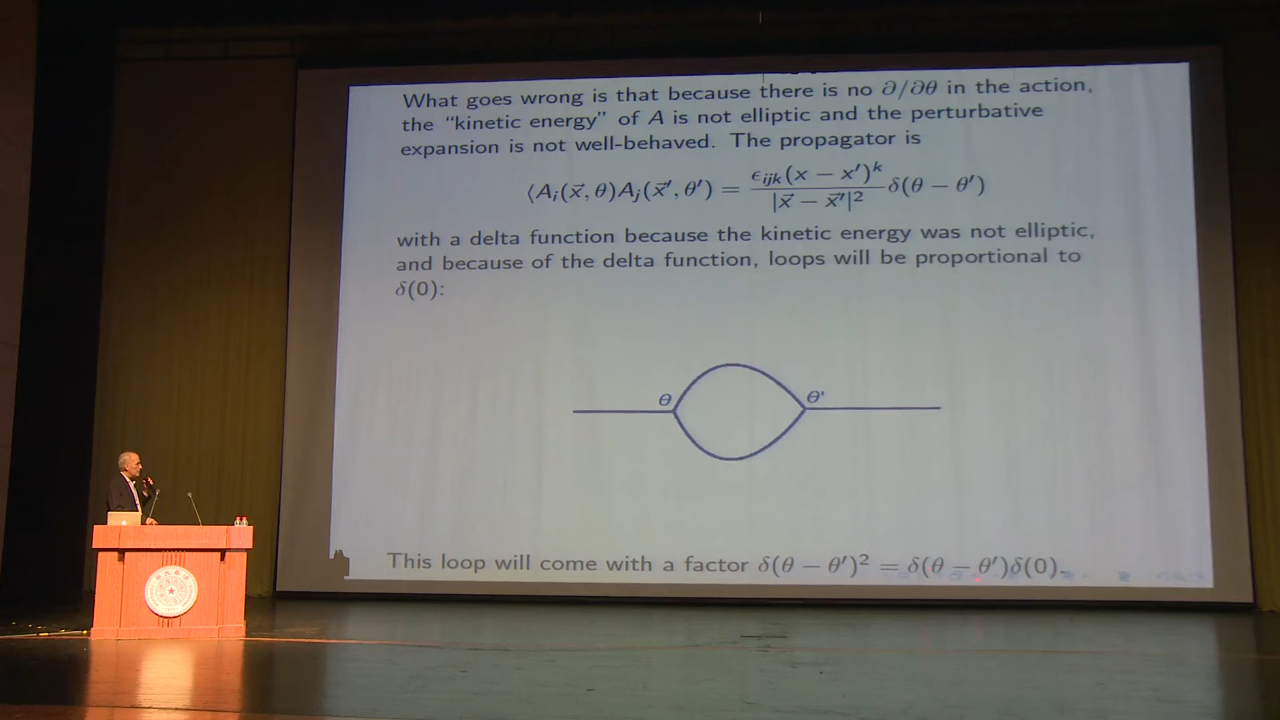 What goes wrong is that because there is no ∂/∂θ in the action,
the “kinetic energy” of A is not elliptic and the perturbative
expansion is not well-behaved. The propagator is
⟨A_i(x⃗, θ)A_j(x⃗′, θ′) = ϵ_{ijk}(x − x′)^k / |x⃗ − x⃗′|² δ(θ − θ′)
with a delta function because the kinetic energy was not elliptic,
and because of the delta function, loops will be proportional to
δ(0):
θ θ'
This loop will come with a factor δ(θ − θ′)² = δ(θ − θ′)δ(0).